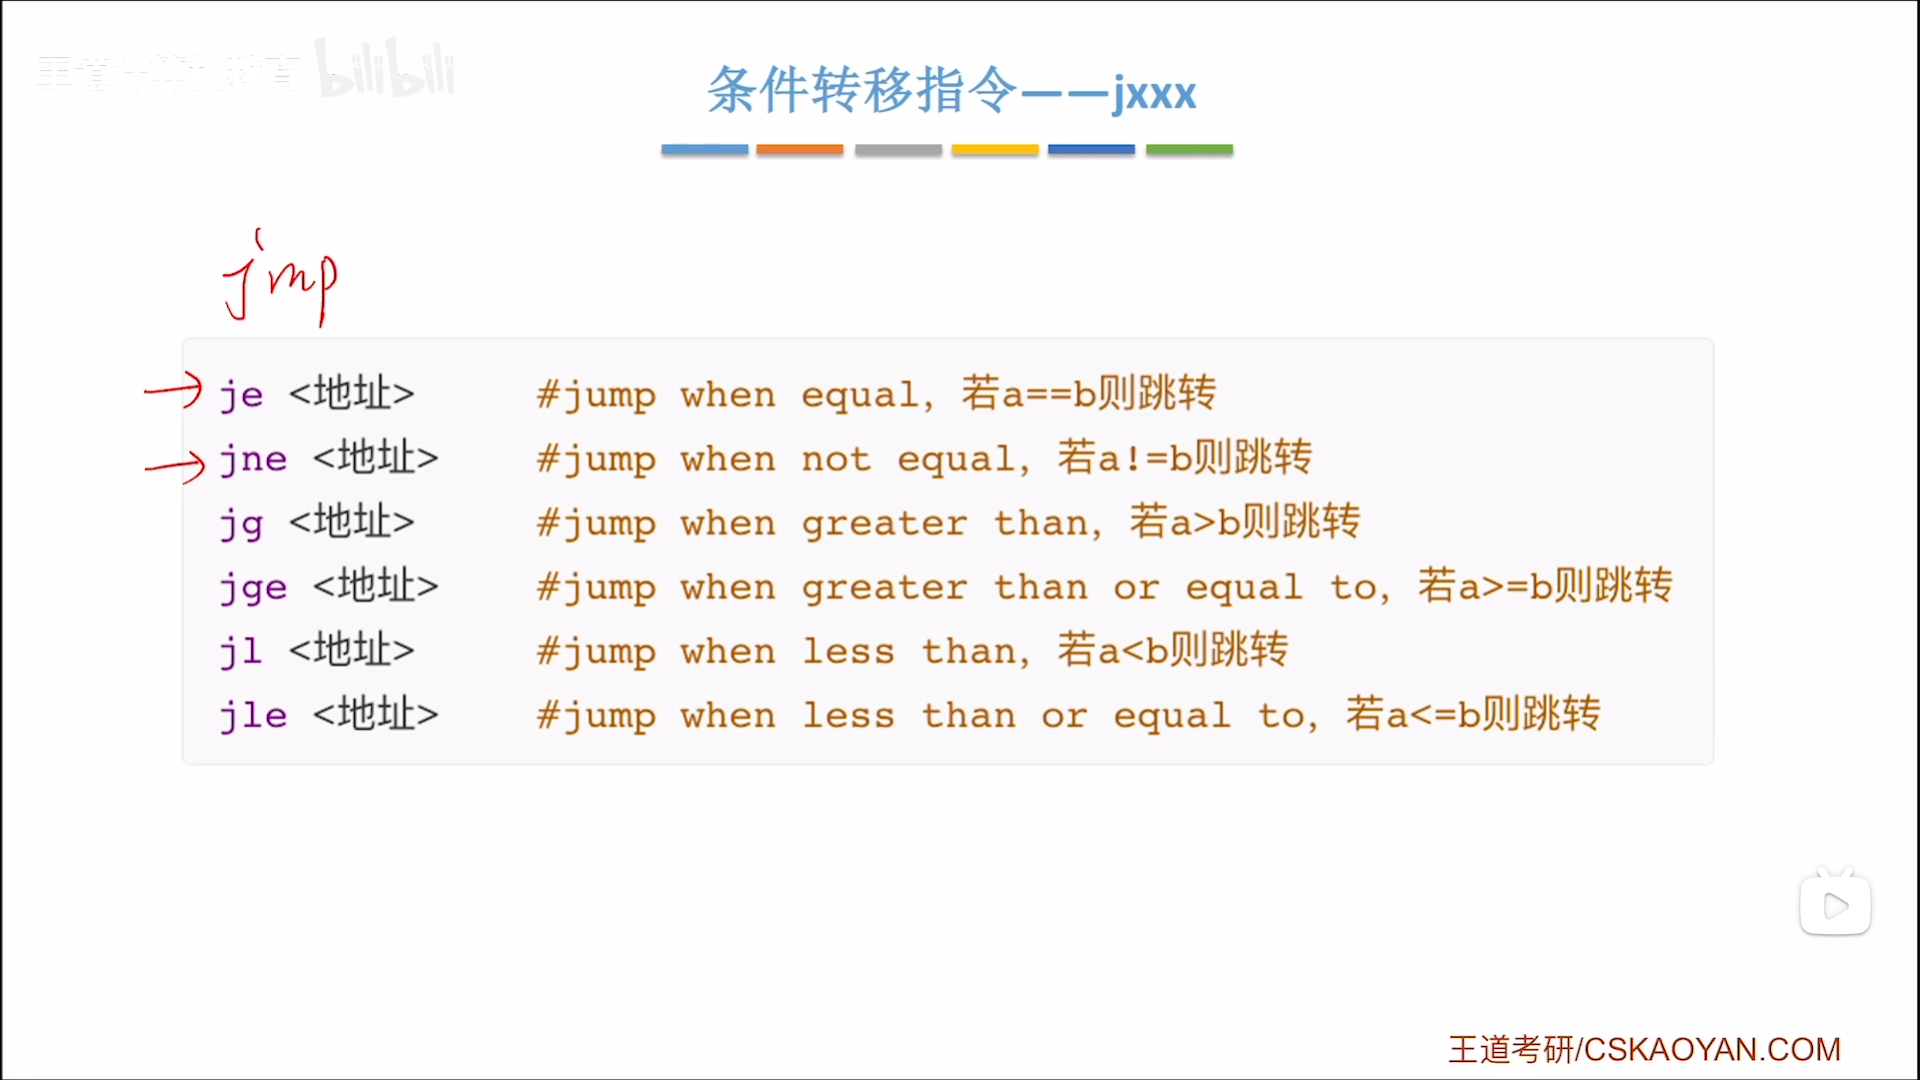 王道计算机教育 bilibili
条件转移指令——jxxx
jmp
je <地址> #jump when equal，若a==b则跳转
jne <地址> #jump when not equal，若a!=b则跳转
jg <地址> #jump when greater than，若a>b则跳转
jge <地址> #jump when greater than or equal to，若a>=b则跳转
jl <地址> #jump when less than，若a<b则跳转
jle <地址> #jump when less than or equal to，若a<=b则跳转
王道考研/CSKAOYAN.COM